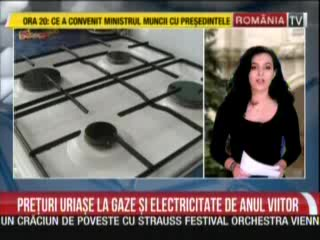 ORA 20: CE A CONVENIT MINISTRUL MUNCII CU PREȘEDINTELE
ROMÂNIA TV
PREȚURI URIAȘE LA GAZE ȘI ELECTRICITATE DE ANUL VIITOR
UN CRĂCIUN DE POVESTE CU STRAUSS FESTIVAL ORCHESTRA VIENN